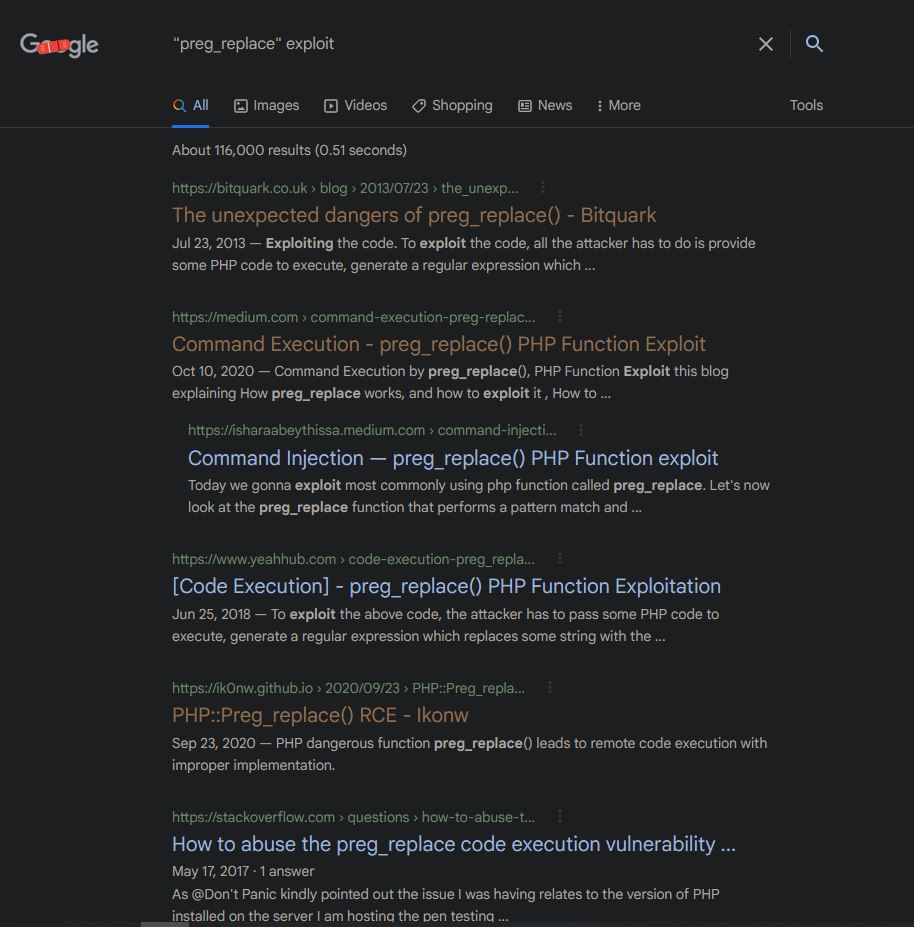 Google
"preg_replace" exploit
All Images Videos Shopping News More Tools
About 116,000 results (0.51 seconds)
https://bitquark.co.uk › blog › 2013/07/23 › the_unexp...
The unexpected dangers of preg_replace() - Bitquark
Jul 23, 2013 — Exploiting the code. To exploit the code, all the attacker has to do is provide
some PHP code to execute, generate a regular expression which ...
https://medium.com › command-execution-preg-replac...
Command Execution - preg_replace() PHP Function Exploit
Oct 10, 2020 — Command Execution by preg_replace(), PHP Function Exploit this blog
explaining How preg_replace works, and how to exploit it , How to ...
https://isharaabeythissa.medium.com › command-injecti...
Command Injection — preg_replace() PHP Function exploit
Today we gonna exploit most commonly using php function called preg_replace. Let's now
look at the preg_replace function that performs a pattern match and ...
https://www.yeahhub.com › code-execution-preg_repla...
[Code Execution] - preg_replace() PHP Function Exploitation
Jun 25, 2018 — To exploit the above code, the attacker has to pass some PHP code to
execute, generate a regular expression which replaces some string with the ...
https://ik0nw.github.io › 2020/09/23 › PHP::Preg_repla...
PHP::Preg_replace() RCE - Ikonw
Sep 23, 2020 — PHP dangerous function preg_replace() leads to remote code execution with
improper implementation.
https://stackoverflow.com › questions › how-to-abuse-t...
How to abuse the preg_replace code execution vulnerability ...
May 17, 2017 · 1 answer
As @Don't Panic kindly pointed out the issue I was having relates to the version of PHP
installed on the server I am hosting the pen testing ...